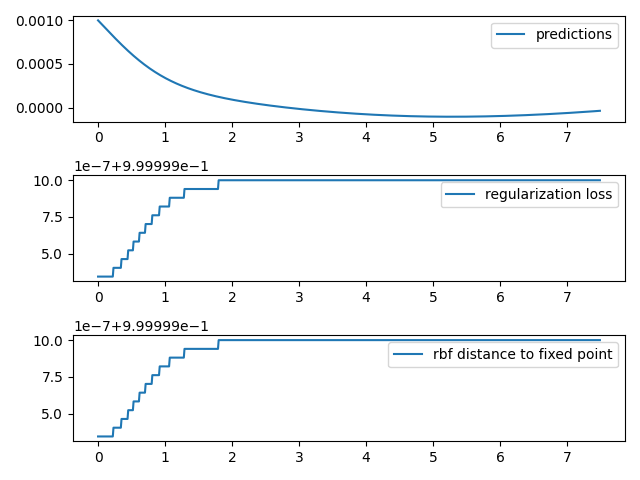 0.0010
0.0005
0.0000
predictions
0 1 2 3 4 5 6 7
1e-7+9.99999e-1
10.0
7.5
5.0
regularization loss
0 1 2 3 4 5 6 7
1e-7+9.99999e-1
10.0
7.5
5.0
rbf distance to fixed point
0 1 2 3 4 5 6 7